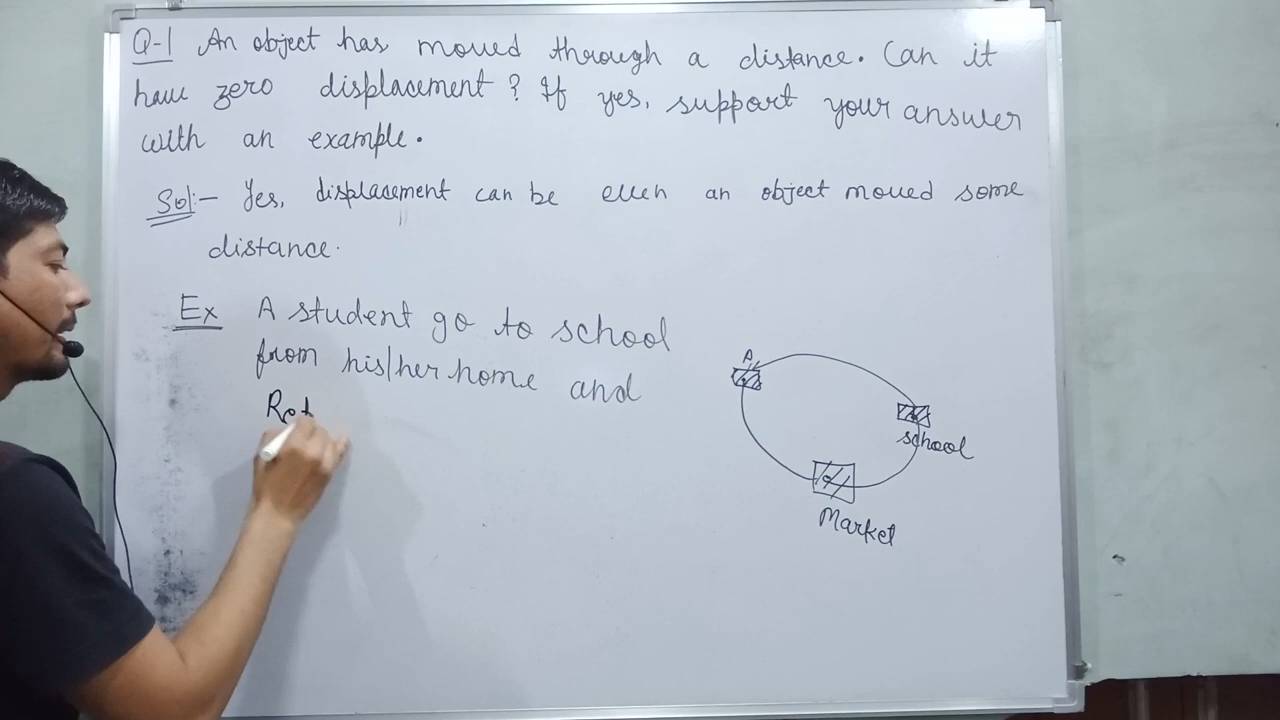 Q-1 An object has moved through a distance. Can it
have zero displacement? If yes, support your answer
with an example.
Sol:- Yes, displacement can be even an object moved some
distance.
Ex A student go to school
from his/her home and
Ret
A
school
Market